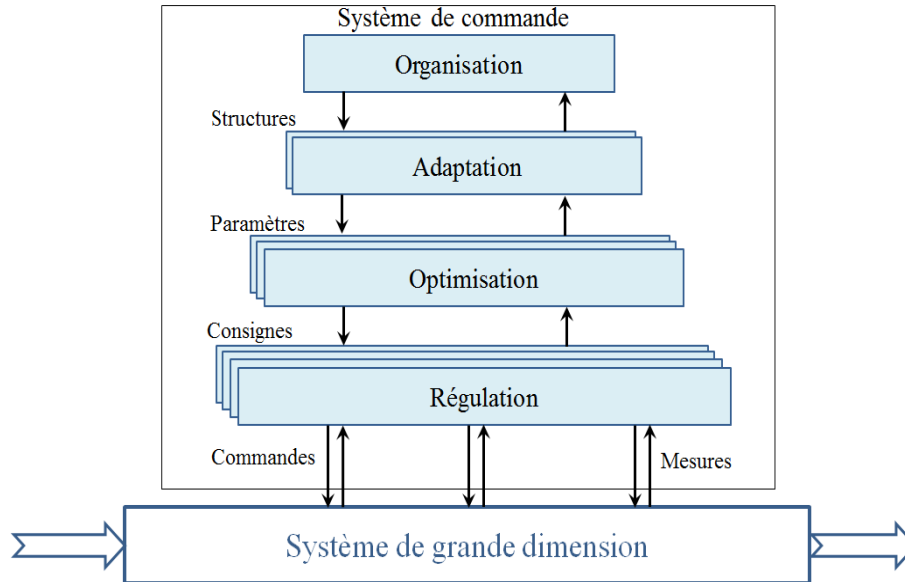 Système de commande
Organisation
Structures
Adaptation
Paramètres
Optimisation
Consignes
Régulation
Commandes
Mesures
Système de grande dimension